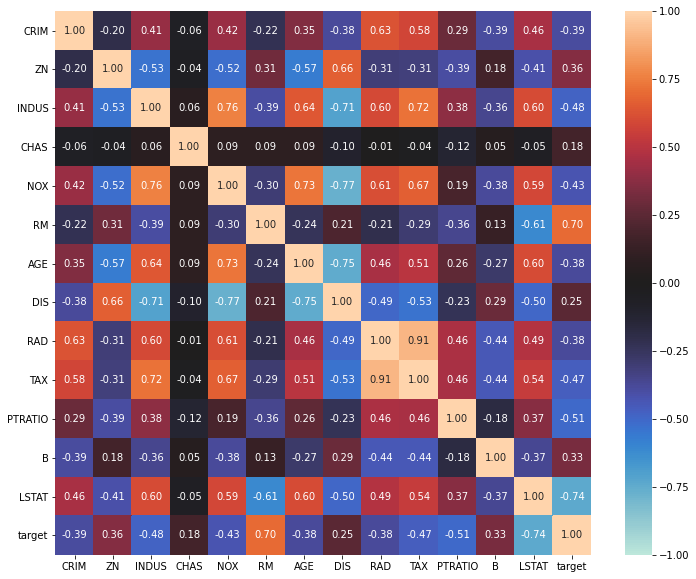 CRIM 1.00 -0.20 0.41 -0.06 0.42 -0.22 0.35 -0.38 0.63 0.58 0.29 -0.39 0.46 -0.39
ZN -0.20 1.00 -0.53 -0.04 -0.52 0.31 -0.57 0.66 -0.31 -0.31 -0.39 0.18 -0.41 0.36
INDUS 0.41 -0.53 1.00 0.06 0.76 -0.39 0.64 -0.71 0.60 0.72 0.38 -0.36 0.60 -0.48
CHAS -0.06 -0.04 0.06 1.00 0.09 0.09 0.09 -0.10 -0.01 -0.04 -0.12 0.05 -0.05 0.18
NOX 0.42 -0.52 0.76 0.09 1.00 -0.30 0.73 -0.77 0.61 0.67 0.19 -0.38 0.59 -0.43
RM -0.22 0.31 -0.39 0.09 -0.30 1.00 -0.24 0.21 -0.21 -0.29 -0.36 0.13 -0.61 0.70
AGE 0.35 -0.57 0.64 0.09 0.73 -0.24 1.00 -0.75 0.46 0.51 0.26 -0.27 0.60 -0.38
DIS -0.38 0.66 -0.71 -0.10 -0.77 0.21 -0.75 1.00 -0.49 -0.53 -0.23 0.29 -0.50 0.25
RAD 0.63 -0.31 0.60 -0.01 0.61 -0.21 0.46 -0.49 1.00 0.91 0.46 -0.44 0.49 -0.38
TAX 0.58 -0.31 0.72 -0.04 0.67 -0.29 0.51 -0.53 0.91 1.00 0.46 -0.44 0.54 -0.47
PTRATIO 0.29 -0.39 0.38 -0.12 0.19 -0.36 0.26 -0.23 0.46 0.46 1.00 -0.18 0.37 -0.51
B -0.39 0.18 -0.36 0.05 -0.38 0.13 -0.27 0.29 -0.44 -0.44 -0.18 1.00 -0.37 0.33
LSTAT 0.46 -0.41 0.60 -0.05 0.59 -0.61 0.60 -0.50 0.49 0.54 0.37 -0.37 1.00 -0.74
target -0.39 0.36 -0.48 0.18 -0.43 0.70 -0.38 0.25 -0.38 -0.47 -0.51 0.33 -0.74 1.00
CRIM ZN INDUS CHAS NOX RM AGE DIS RAD TAX PTRATIO B LSTAT target
1.00
0.75
0.50
0.25
0.00
-0.25
-0.50
-0.75
-1.00